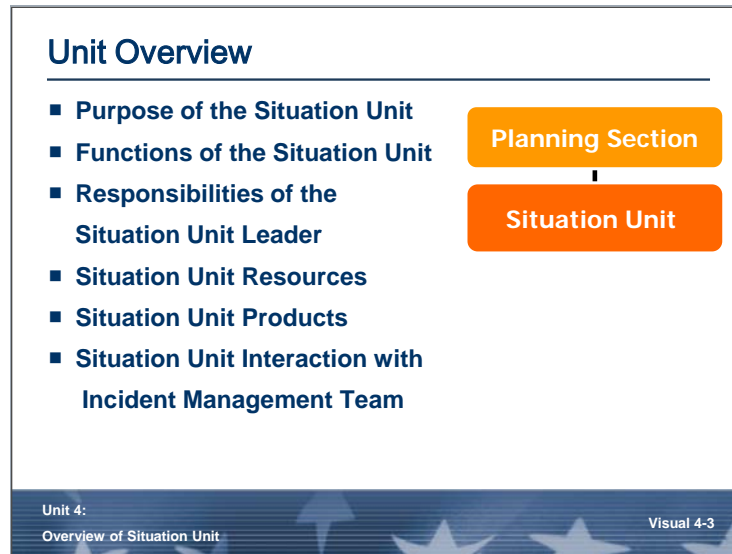 Unit Overview
■ Purpose of the Situation Unit
■ Functions of the Situation Unit
■ Responsibilities of the
Situation Unit Leader
■ Situation Unit Resources
■ Situation Unit Products
■ Situation Unit Interaction with
Incident Management Team
Planning Section
Situation Unit
Unit 4:
Overview of Situation Unit
Visual 4-3